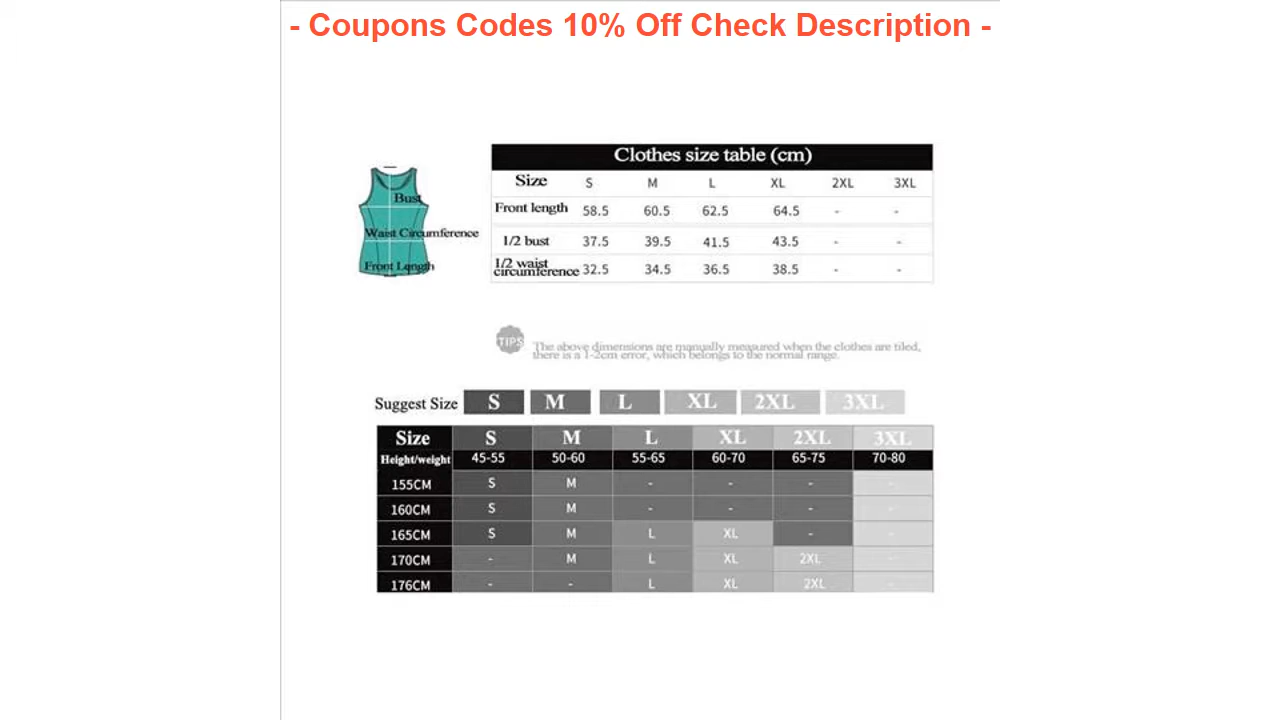 - Coupons Codes 10% Off Check Description -
Clothes size table (cm)
Size S M L XL 2XL 3XL
Front length 58.5 60.5 62.5 64.5 - -
1/2 bust 37.5 39.5 41.5 43.5 - -
1/2 waist
circumference 32.5 34.5 36.5 38.5 - -
Bust
Waist Circumference
Front Length
TIPS
The above dimensions are manually measured when the clothes are tiled,
there is a 1-2cm error, which belongs to the normal range.
Suggest Size S M L XL 2XL 3XL
Size S M L XL 2XL 3XL
Height/weight 45-55 50-60 55-65 60-70 65-75 70-80
155CM S M - - - -
160CM S M - - - -
165CM S M L XL - -
170CM - M L XL 2XL -
176CM - - L XL 2XL -